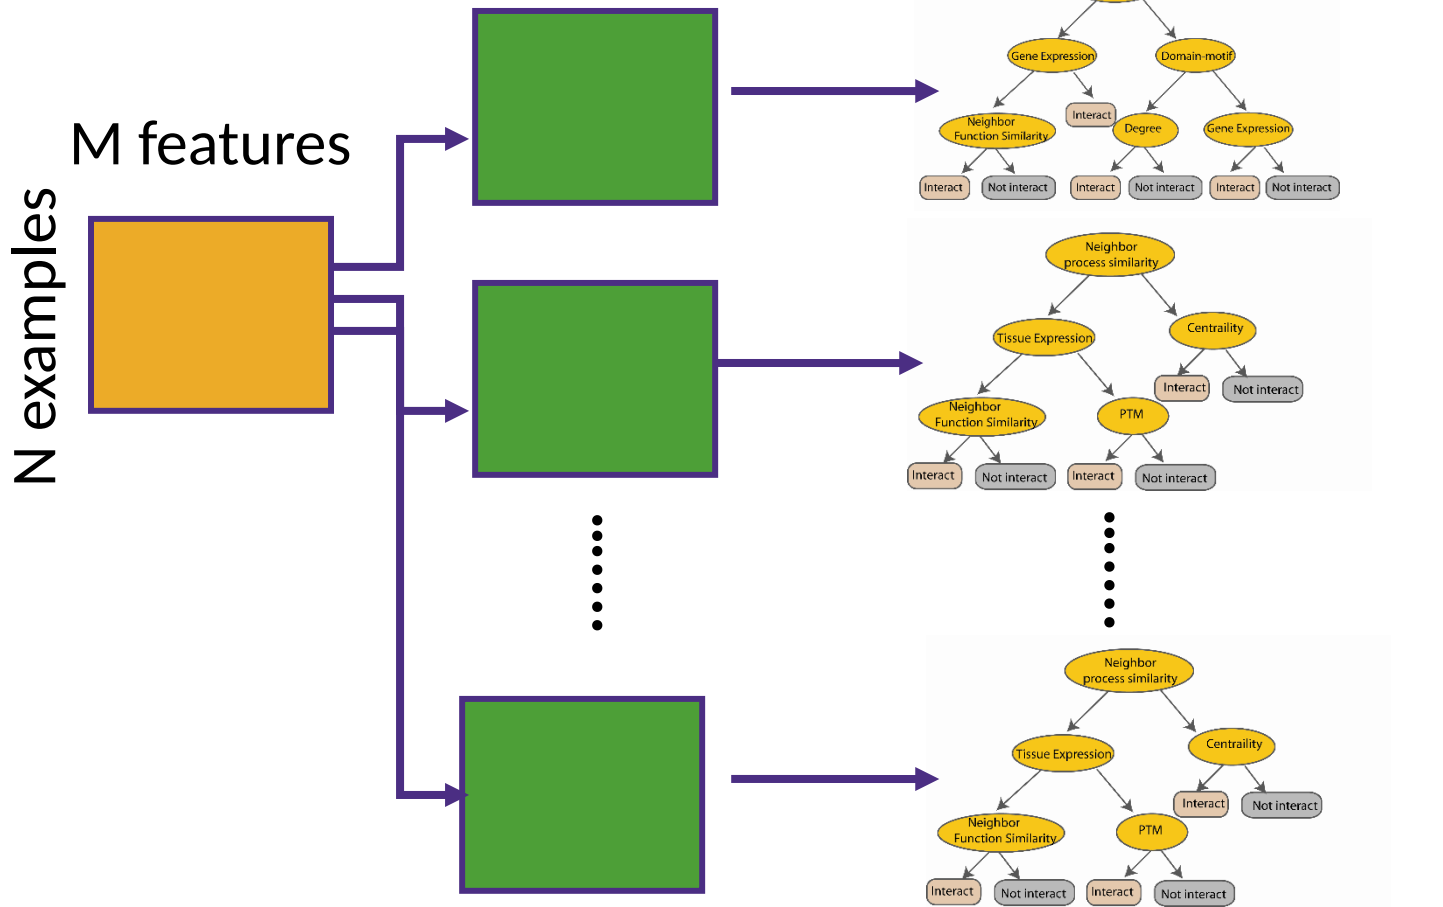 M features
N examples
Gene Expression
Domain-motif
Interact
Neighbor
Function Similarity
Degree
Gene Expression
Interact
Not interact
Interact
Not interact
Interact
Not interact
Neighbor
process similarity
Tissue Expression
Centraility
Interact
Not interact
Neighbor
Function Similarity
PTM
Interact
Not interact
Interact
Not interact
Neighbor
process similarity
Tissue Expression
Centraility
Interact
Not interact
Neighbor
Function Similarity
PTM
Interact
Not interact
Interact
Not interact